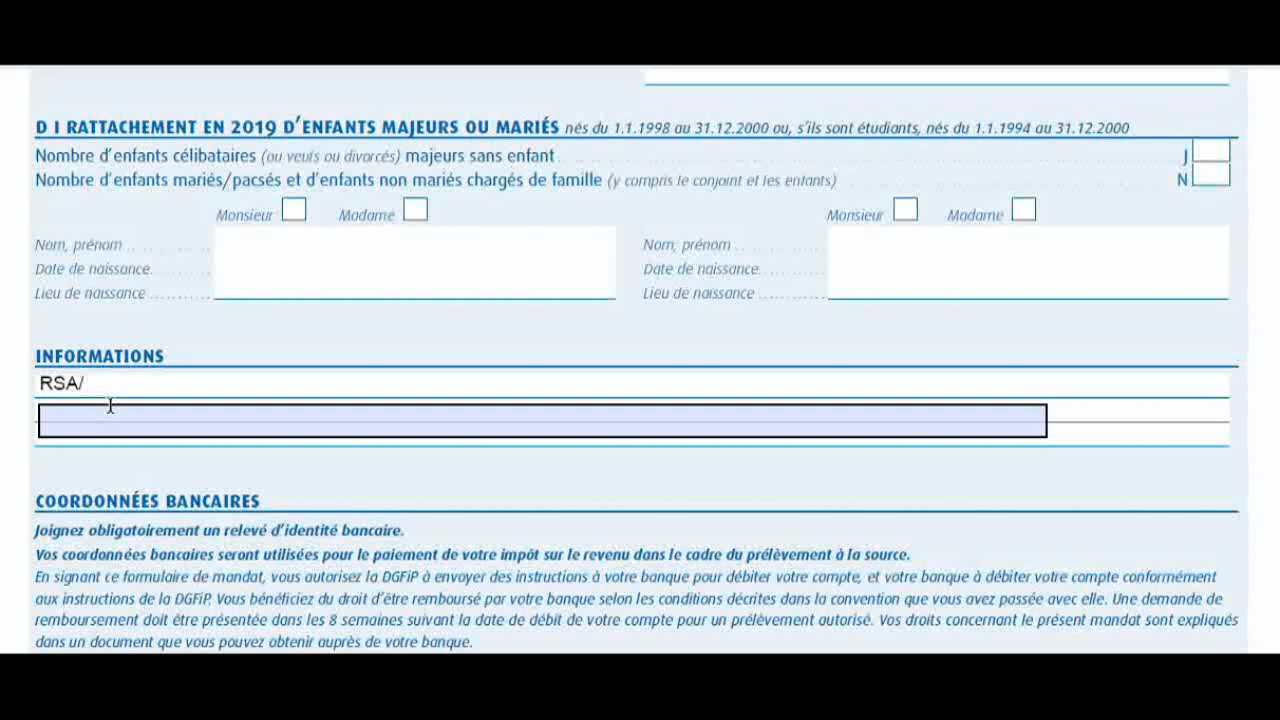 D I RATTACHEMENT EN 2019 D'ENFANTS MAJEURS OU MARIÉS nés du 1.1.1998 au 31.12.2000 ou, s'ils sont étudiants, nés du 1.1.1994 au 31.12.2000
Nombre d'enfants célibataires (ou veufs ou divorcés) majeurs sans enfant J
Nombre d'enfants mariés/pacsés et d'enfants non mariés chargés de famille (y compris le conjoint et les enfants) N
Monsieur Madame Monsieur Madame
Nom, prénom Nom, prénom
Date de naissance Date de naissance
Lieu de naissance Lieu de naissance
INFORMATIONS
RSA/
COORDONNÉES BANCAIRES
Joignez obligatoirement un relevé d'identité bancaire.
Vos coordonnées bancaires seront utilisées pour le paiement de votre impôt sur le revenu dans le cadre du prélèvement à la source.
En signant ce formulaire de mandat, vous autorisez la DGFiP à envoyer des instructions à votre banque pour débiter votre compte, et votre banque à débiter votre compte conformément
aux instructions de la DGFiP. Vous bénéficiez du droit d'être remboursé par votre banque selon les conditions décrites dans la convention que vous avez passée avec elle. Une demande de
remboursement doit être présentée dans les 8 semaines suivant la date de débit de votre compte pour un prélèvement autorisé. Vos droits concernant le présent mandat sont expliqués
dans un document que vous pouvez obtenir auprès de votre banque.